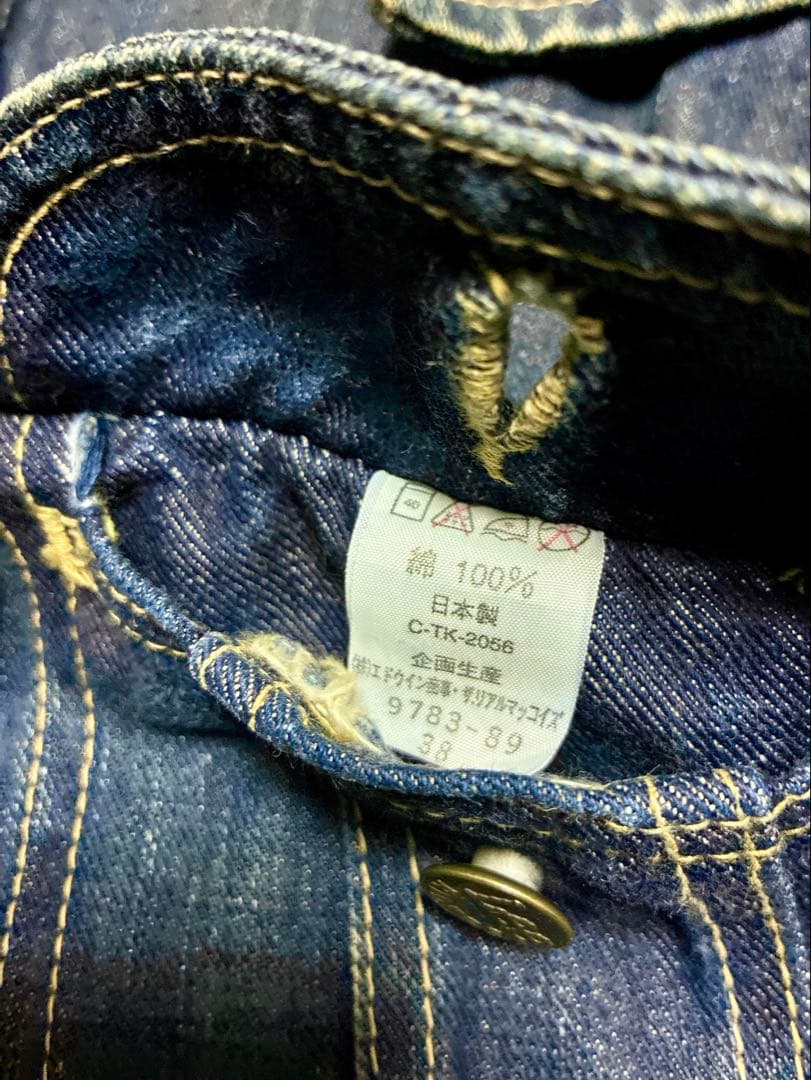 40
綿 100%
日本製
C-TK-2056
企画生産
(株)エドウイン商事・ザ.リアルマッコイズ
9783-89
38